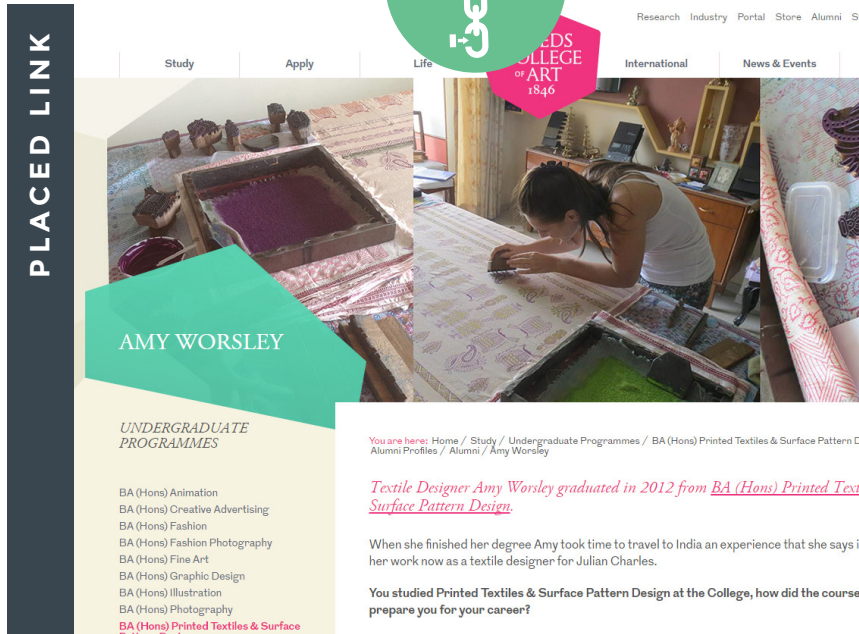 PLACED LINK
Research Industry Portal Store Alumni
Study Apply Life International News & Events
COLLEGE
OF ART
1846
AMY WORSLEY
UNDERGRADUATE
PROGRAMMES
BA (Hons) Animation
BA (Hons) Creative Advertising
BA (Hons) Fashion
BA (Hons) Fashion Photography
BA (Hons) Fine Art
BA (Hons) Graphic Design
BA (Hons) Illustration
BA (Hons) Photography
BA (Hons) Printed Textiles & Surface
You are here: Home / Study / Undergraduate Programmes / BA (Hons) Printed Textiles & Surface Pattern D
Alumni Profiles / Alumni / Amy Worsley
Textile Designer Amy Worsley graduated in 2012 from BA (Hons) Printed Text
Surface Pattern Design.
When she finished her degree Amy took time to travel to India an experience that she says i
her work now as a textile designer for Julian Charles.
You studied Printed Textiles & Surface Pattern Design at the College, how did the course
prepare you for your career?